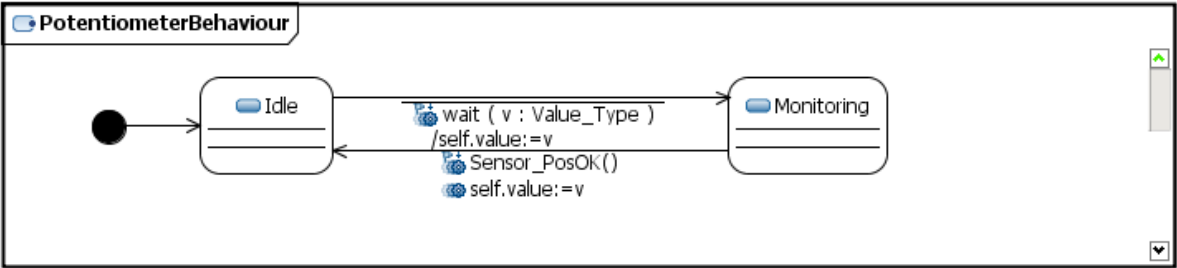 PotentiometerBehaviour
Idle
Monitoring
wait ( v : Value_Type )
/self.value:=v
Sensor_PosOK()
self.value:=v